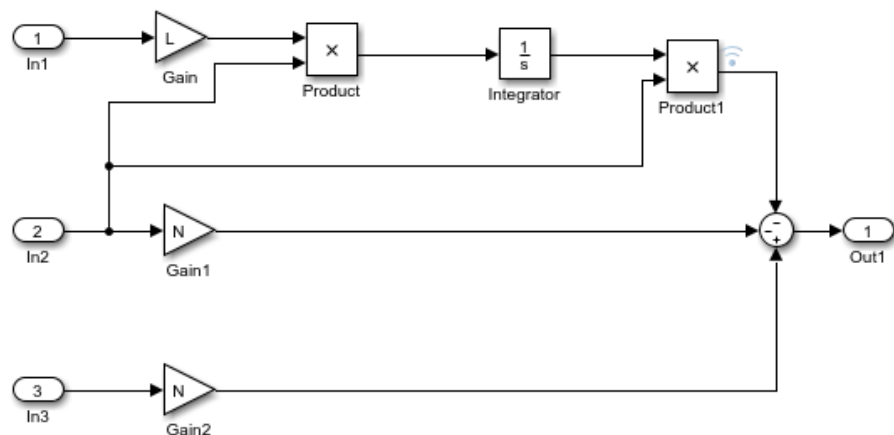 1
In1
L
Gain
×
Product
1
s
Integrator
×
Product1
2
In2
N
Gain1
−
−
+
1
Out1
3
In3
N
Gain2